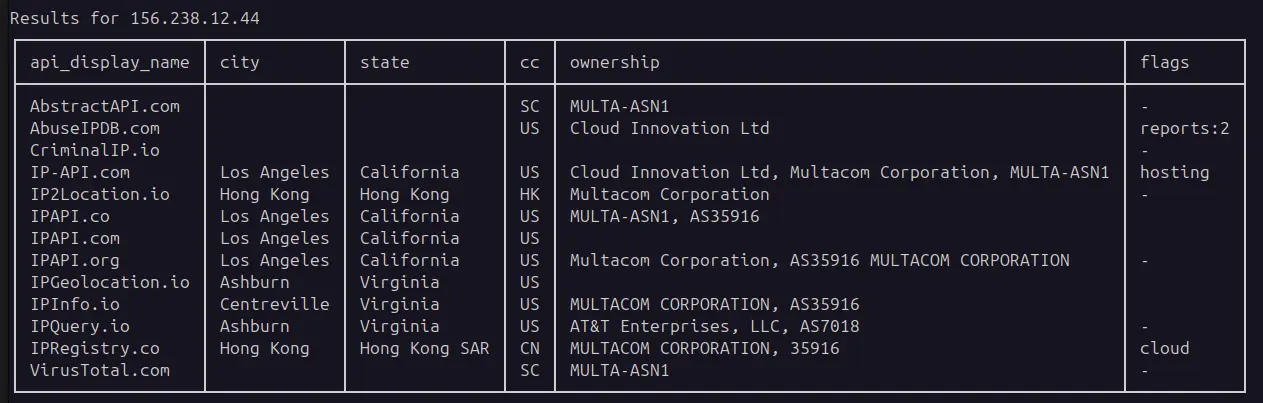 Results for 156.238.12.44
api_display_name city state cc ownership flags
AbstractAPI.com SC MULTA-ASN1 -
AbuseIPDB.com US Cloud Innovation Ltd reports:2
CriminalIP.io -
IP-API.com Los Angeles California US Cloud Innovation Ltd, Multacom Corporation, MULTA-ASN1 hosting
IP2Location.io Hong Kong Hong Kong HK Multacom Corporation -
IPAPI.co Los Angeles California US MULTA-ASN1, AS35916
IPAPI.com Los Angeles California US
IPAPI.org Los Angeles California US Multacom Corporation, AS35916 MULTACOM CORPORATION -
IPGeolocation.io Ashburn Virginia US
IPInfo.io Centreville Virginia US MULTACOM CORPORATION, AS35916
IPQuery.io Ashburn Virginia US AT&T Enterprises, LLC, AS7018 -
IPRegistry.co Hong Kong Hong Kong SAR CN MULTACOM CORPORATION, 35916 cloud
VirusTotal.com SC MULTA-ASN1 -